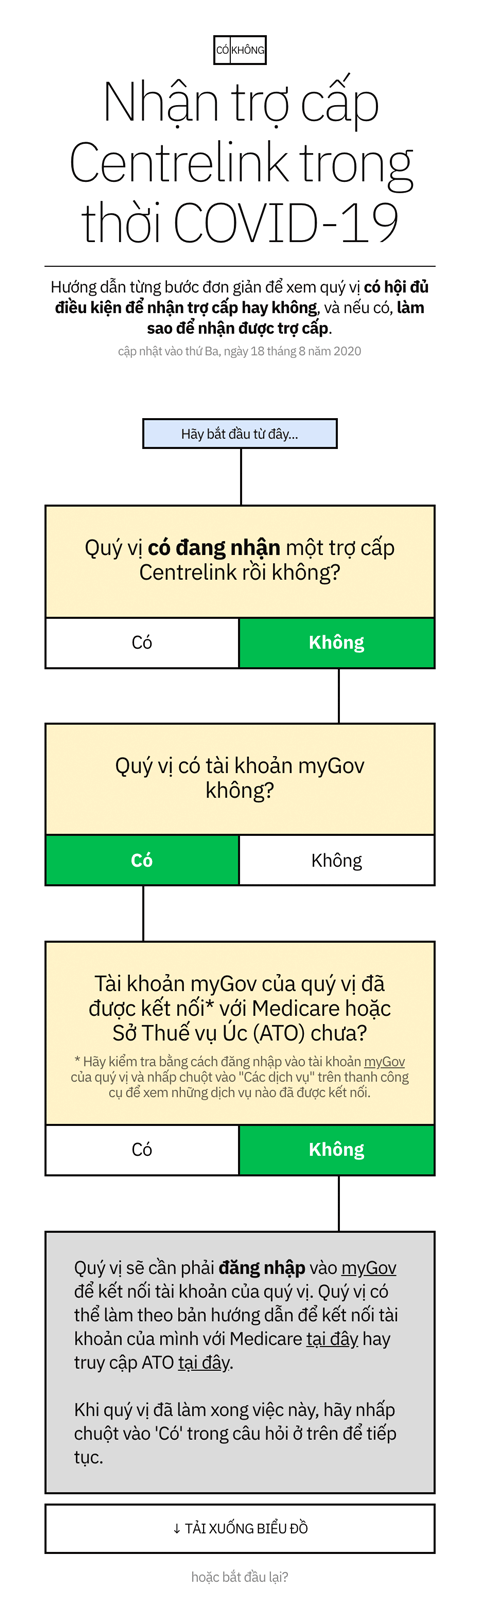 CÓ KHÔNG
Nhận trợ cấp
Centrelink trong
thời COVID-19
Hướng dẫn từng bước đơn giản để xem quý vị có hội đủ
điều kiện để nhận trợ cấp hay không, và nếu có, làm
sao để nhận được trợ cấp.
cập nhật vào thứ Ba, ngày 18 tháng 8 năm 2020
Hãy bắt đầu từ đây...
Quý vị có đang nhận một trợ cấp
Centrelink rồi không?
Có Không
Quý vị có tài khoản myGov
không?
Có Không
Tài khoản myGov của quý vị đã
được kết nối* với Medicare hoặc
Sở Thuế vụ Úc (ATO) chưa?
* Hãy kiểm tra bằng cách đăng nhập vào tài khoản myGov
của quý vị và nhấp chuột vào "Các dịch vụ" trên thanh công
cụ để xem những dịch vụ nào đã được kết nối.
Có Không
Quý vị sẽ cần phải đăng nhập vào myGov
để kết nối tài khoản của quý vị. Quý vị có
thể làm theo bản hướng dẫn để kết nối tài
khoản của mình với Medicare tại đây hay
truy cập ATO tại đây.
Khi quý vị đã làm xong việc này, hãy nhấp
chuột vào 'Có' trong câu hỏi ở trên để tiếp
tục.
↓ TẢI XUỐNG BIỂU ĐỒ
hoặc bắt đầu lại?